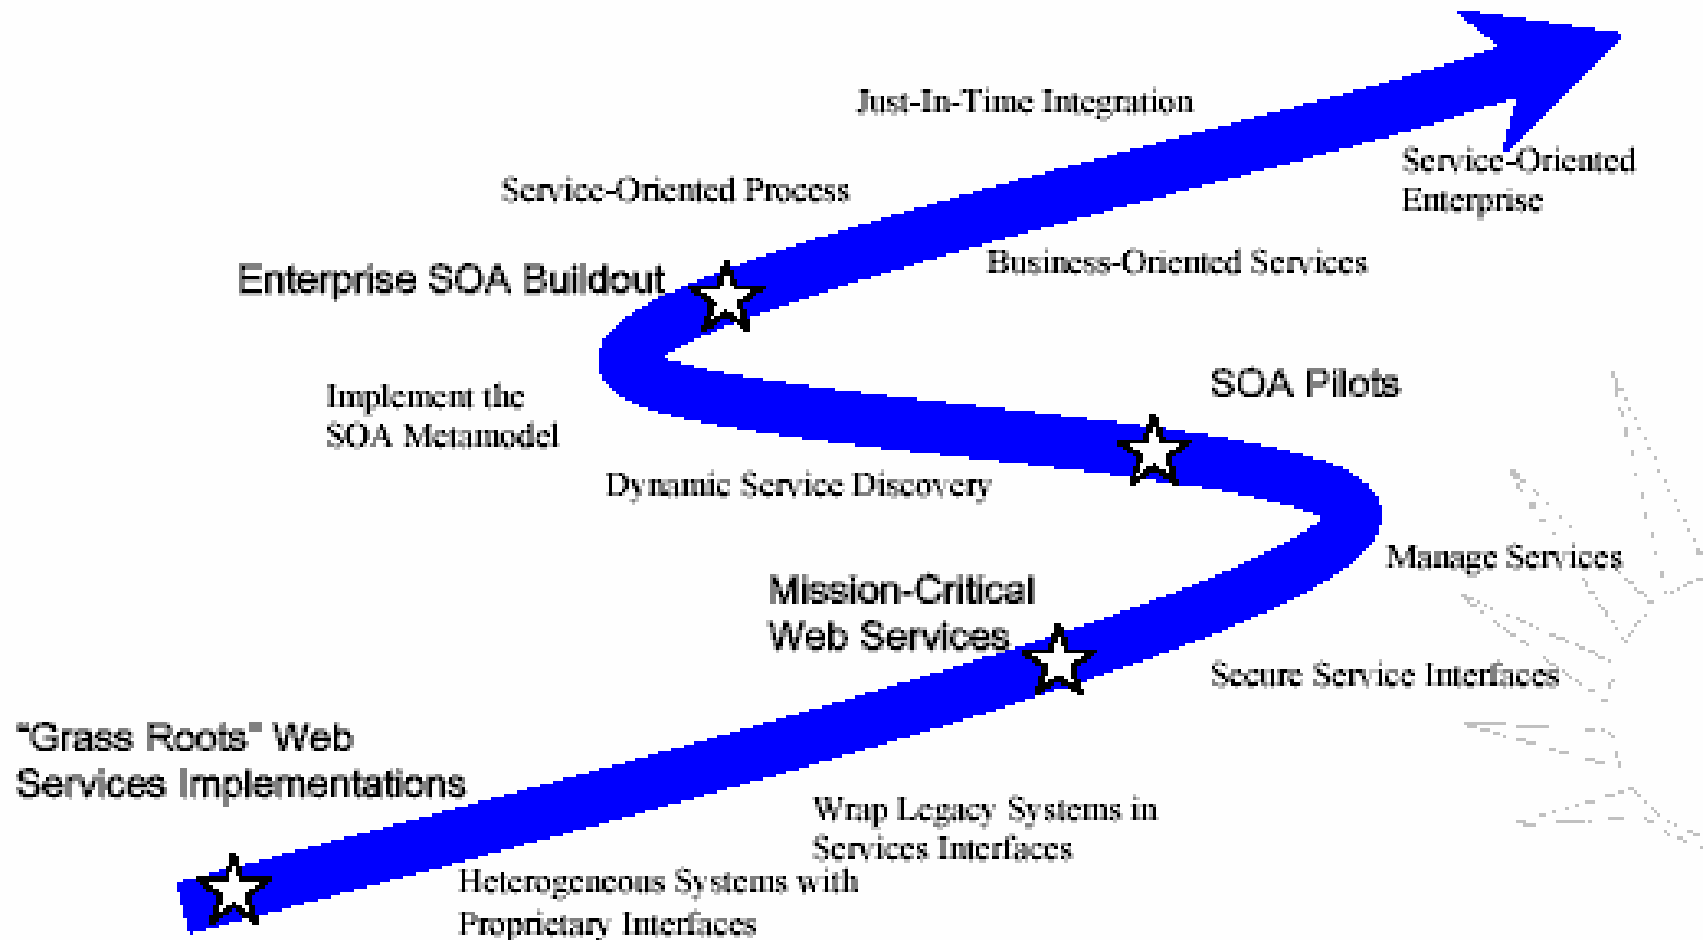 Just-In-Time Integration
Service-Oriented
Enterprise
Service-Oriented Process
Business-Oriented Services
Enterprise SOA Buildout
SOA Pilots
Implement the
SOA Metamodel
Dynamic Service Discovery
Manage Services
Mission-Critical
Web Services
Secure Service Interfaces
"Grass Roots" Web
Services Implementations
Wrap Legacy Systems in
Services Interfaces
Heterogeneous Systems with
Proprietary Interfaces